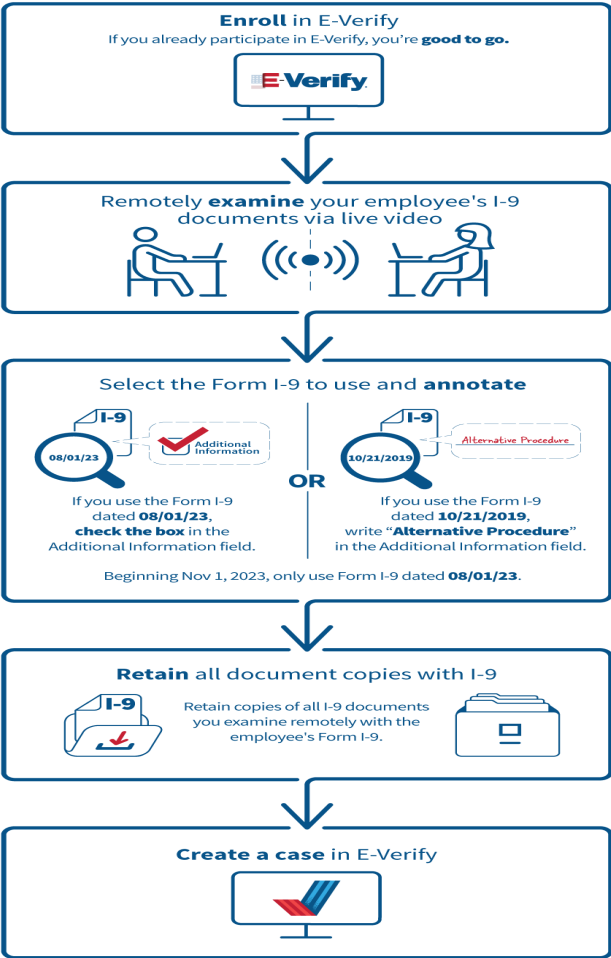 Enroll in E-Verify
If you already participate in E-Verify, you're good to go.
E-Verify
Remotely examine your employee's I-9
documents via live video
Select the Form I-9 to use and annotate
I-9
08/01/23
Additional
Information
If you use the Form I-9
dated 08/01/23,
check the box in the
Additional Information field.
OR
I-9
10/21/2019
Alternative Procedure
If you use the Form I-9
dated 10/21/2019,
write “Alternative Procedure”
in the Additional Information field.
Beginning Nov 1, 2023, only use Form I-9 dated 08/01/23.
Retain all document copies with I-9
I-9
Retain copies of all I-9 documents
you examine remotely with the
employee's Form I-9.
Create a case in E-Verify